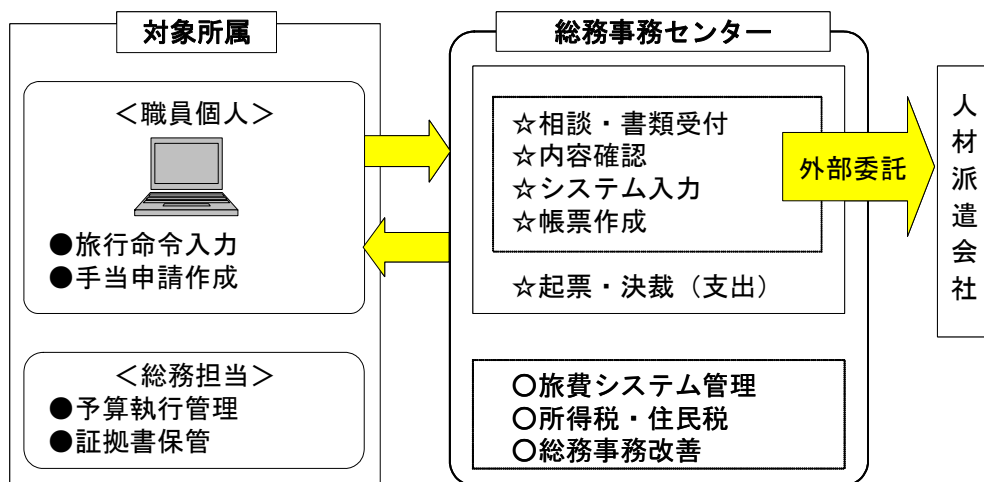 対象所属
＜職員個人＞
●旅行命令入力
●手当申請作成
＜総務担当＞
●予算執行管理
●証拠書保管
総務事務センター
☆相談・書類受付
☆内容確認
☆システム入力
☆帳票作成
☆起票・決裁（支出）
〇旅費システム管理
〇所得税・住民税
〇総務事務改善
外部委託
人材派遣会社